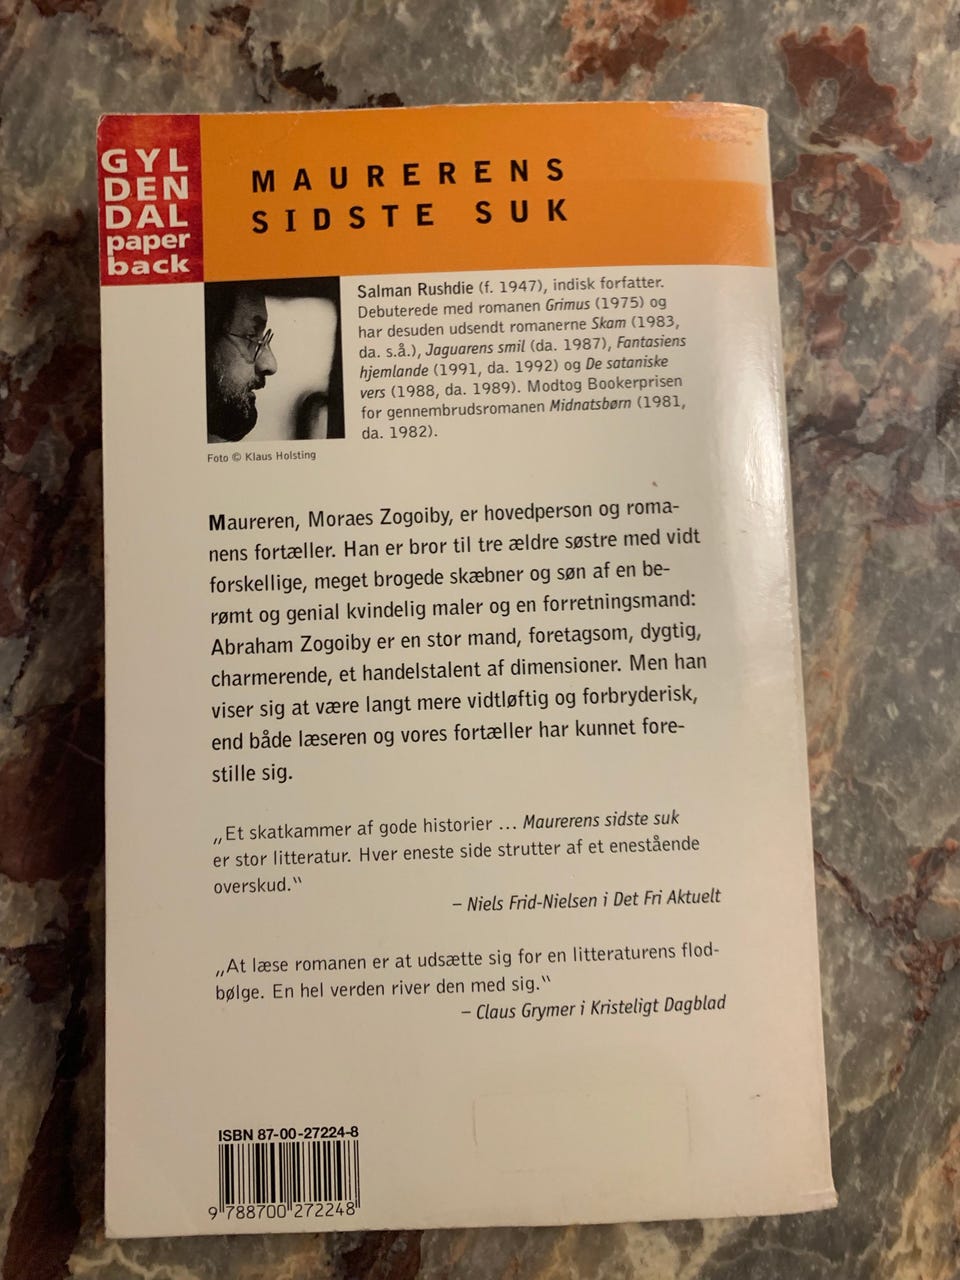 GYL
DEN
DAL
paper
back
MAURERENS
SIDSTE SUK
Salman Rushdie (f. 1947), indisk forfatter.
Debuterede med romanen Grimus (1975) og
har desuden udsendt romanerne Skam (1983,
da. s.å.), Jaguarens smil (da. 1987), Fantasiens
hjemlande (1991, da. 1992) og De sataniske
vers (1988, da. 1989). Modtog Bookerprisen
for gennembrudsromanen Midnatsbørn (1981,
da. 1982).
Foto © Klaus Holsting
Maureren, Moraes Zogoiby, er hovedperson og roma-
nens fortæller. Han er bror til tre ældre søstre med vidt
forskellige, meget brogede skæbner og søn af en be-
rømt og genial kvindelig maler og en forretningsmand:
Abraham Zogoiby er en stor mand, foretagsom, dygtig,
charmerende, et handelstalent af dimensioner. Men han
viser sig at være langt mere vidtløftig og forbryderisk,
end både læseren og vores fortæller har kunnet fore-
stille sig.
„Et skatkammer af gode historier ... Maurerens sidste suk
er stor litteratur. Hver eneste side strutter af et enestående
overskud.‟
– Niels Frid-Nielsen i Det Fri Aktuelt
„At læse romanen er at udsætte sig for en litteraturens flod-
bølge. En hel verden river den med sig.‟
– Claus Grymer i Kristeligt Dagblad
ISBN 87-00-27224-8
9 788700 272248